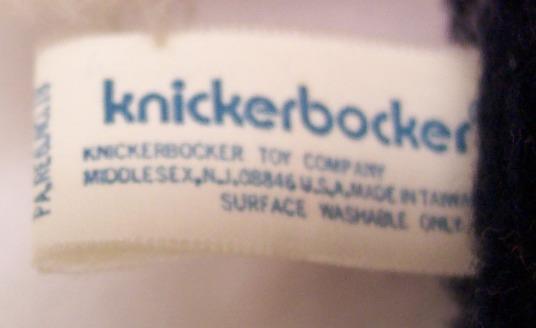 knickerbocker
KNICKERBOCKER TOY COMPANY
MIDDLESEX, N.J. 08846 U.S.A. MADE IN TAIWAN
SURFACE WASHABLE ONLY